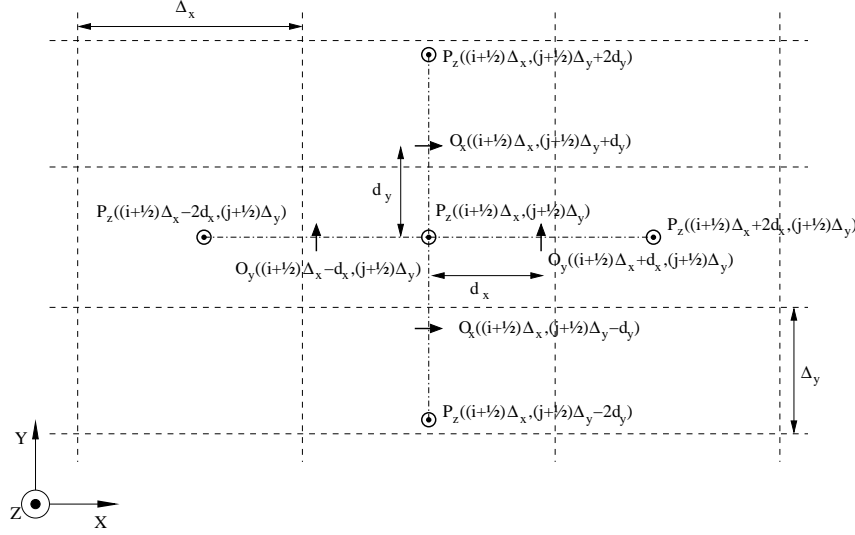 Δx
Pz((i+½)Δx,(j+½)Δy+2dy)
Ox((i+½)Δx,(j+½)Δy+dy)
dy
Pz((i+½)Δx−2dx,(j+½)Δy)
Pz((i+½)Δx,(j+½)Δy)
Pz((i+½)Δx+2dx,(j+½)Δy)
Oy((i+½)Δx−dx,(j+½)Δy)
Oy((i+½)Δx+dx,(j+½)Δy)
dx
Ox((i+½)Δx,(j+½)Δy−dy)
Δy
Pz((i+½)Δx,(j+½)Δy−2dy)
Y
Z
X